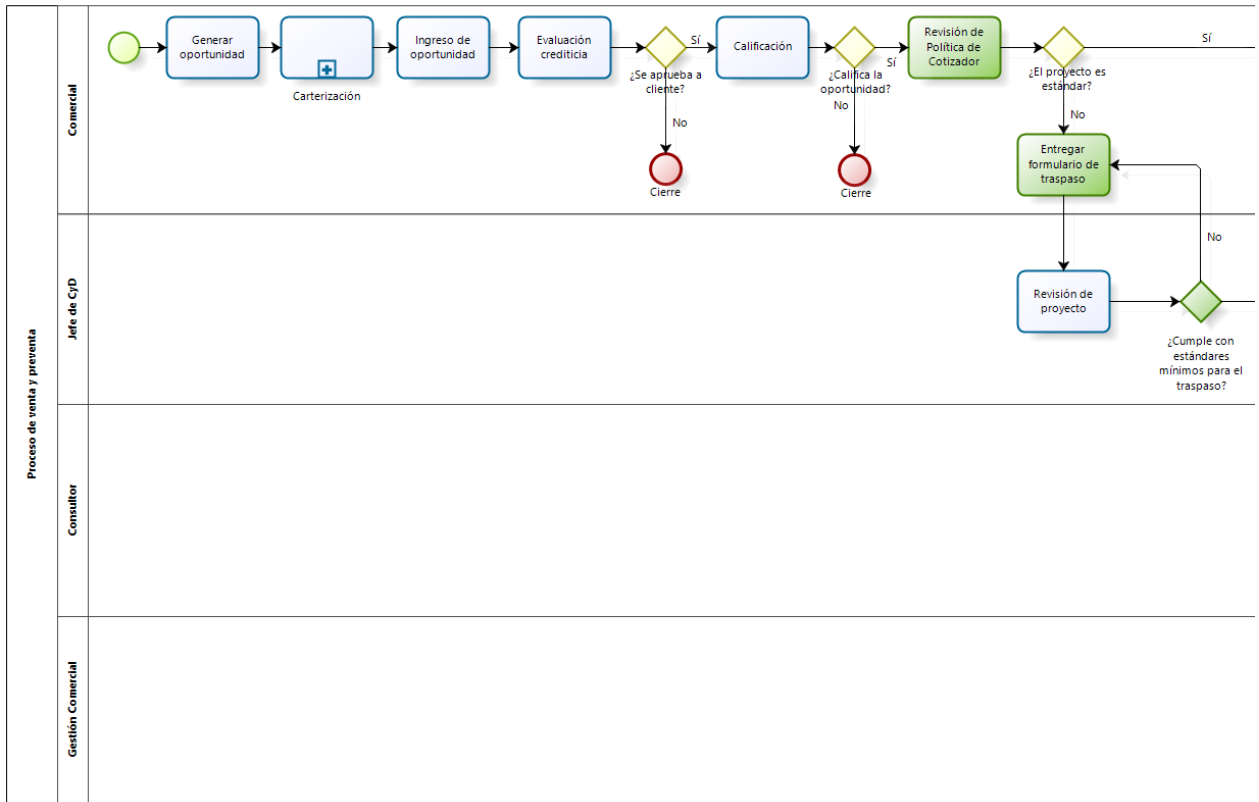 Proceso de venta y preventa
Comercial
Generar
oportunidad
Carterización
Ingreso de
oportunidad
Evaluación
crediticia
Sí
¿Se aprueba a
cliente?
No
Cierre
Calificación
Sí
¿Califica la
oportunidad?
No
Cierre
Revisión de
Política de
Cotizador
Sí
¿El proyecto es
estándar?
No
Entregar
formulario de
traspaso
Jefe de CyD
No
Revisión de
proyecto
¿Cumple con
estándares
mínimos para el
traspaso?
Consultor
Gestión Comercial